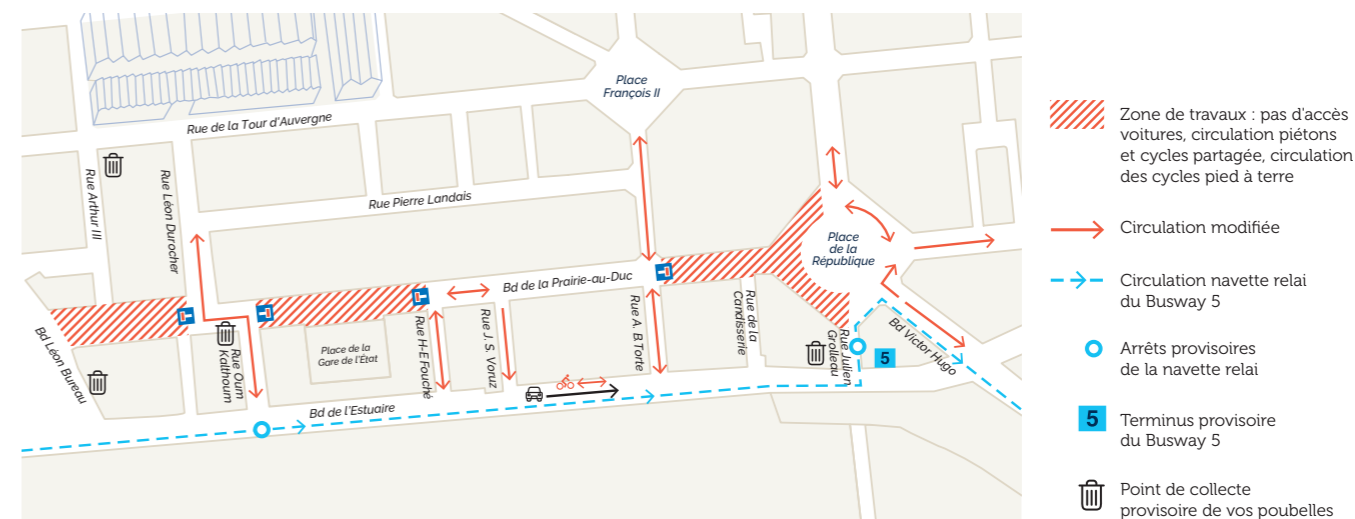 Place
François II
Rue de la Tour d'Auvergne
Rue Arthur III
Rue Léon Durocher
Rue Pierre Landais
Place
de la
République
Bd de la Prairie-au-Duc
Bd Léon Bureau
Rue Oum
Kalthoum
Place de la
Gare de l'État
Rue H-E Fouché
Rue J. S. Voruz
Rue A. B.Torte
Rue de la
Candisserie
Rue Julien
Grolleau
5
Bd Victor Hugo
Bd de l'Estuaire
Zone de travaux : pas d'accès
voitures, circulation piétons
et cycles partagée, circulation
des cycles pied à terre
Circulation modifiée
Circulation navette relai
du Busway 5
Arrêts provisoires
de la navette relai
5
Terminus provisoire
du Busway 5
Point de collecte
provisoire de vos poubelles